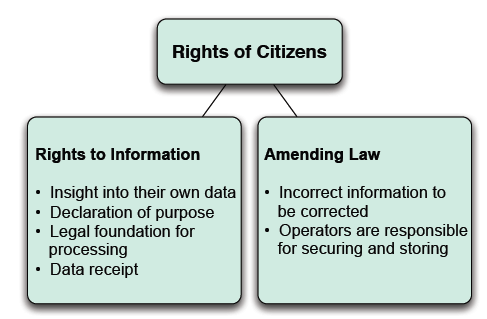 Rights of Citizens
Rights to Information
• Insight into their own data
• Declaration of purpose
• Legal foundation for
processing
• Data receipt
Amending Law
• Incorrect information to
be corrected
• Operators are responsible
for securing and storing